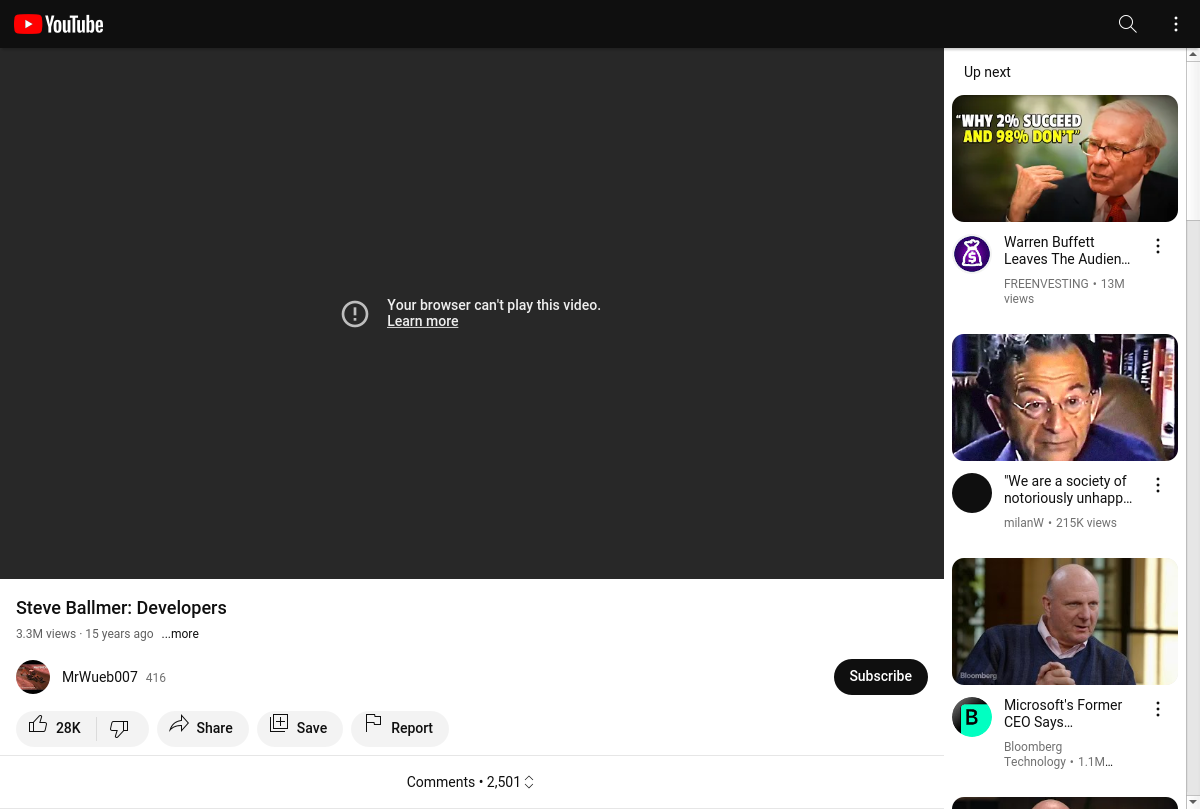 YouTube
Your browser can't play this video.
Learn more
Steve Ballmer: Developers
3.3M views · 15 years ago ...more
MrWueb007 416
Subscribe
28K
Share
Save
Report
Comments • 2,501
Up next
"WHY 2% SUCCEED
AND 98% DON'T"
Warren Buffett
Leaves The Audien...
FREENVESTING • 13M
views
"We are a society of
notoriously unhapp...
milanW • 215K views
Bloomberg
B
Microsoft's Former
CEO Says...
Bloomberg
Technology • 1.1M...